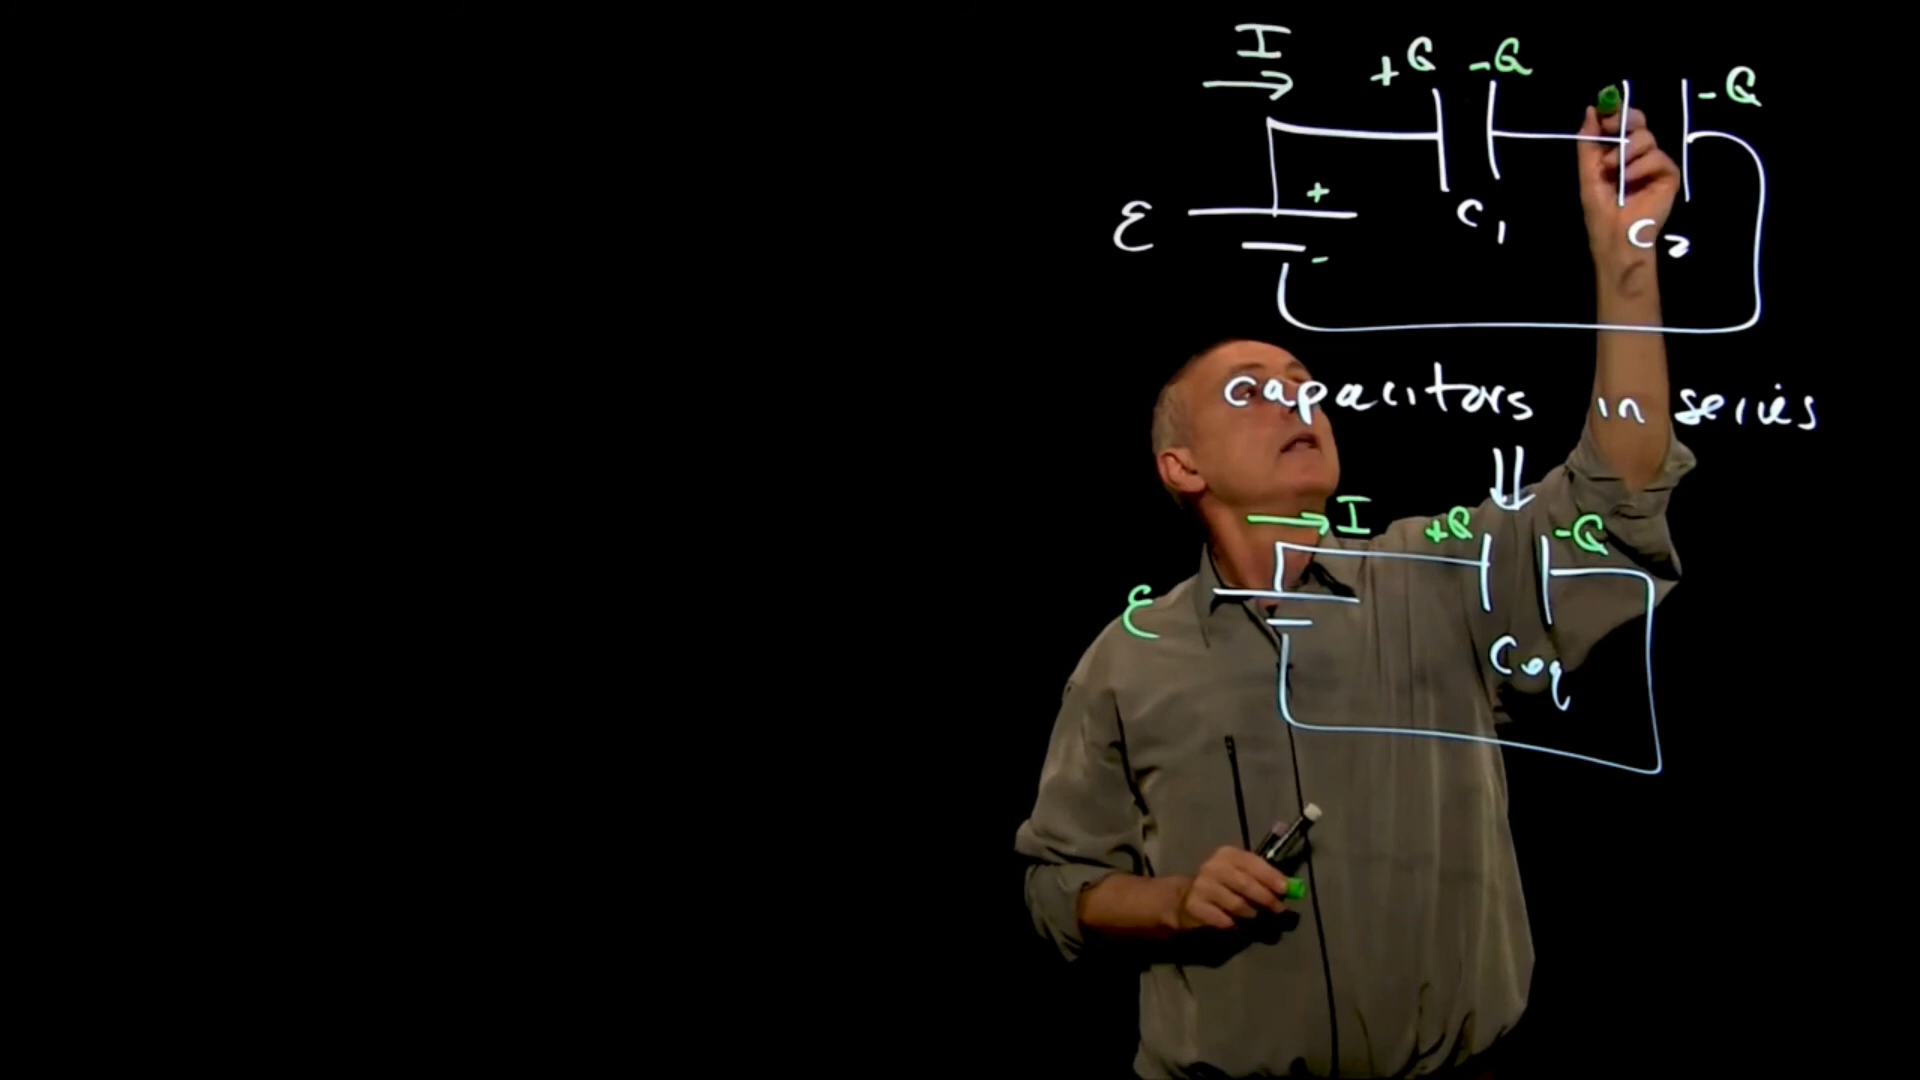 I
+Q -Q -Q
+
ε
-
C1 C2
capacitors in series
I
+Q -Q
ε
Ceq